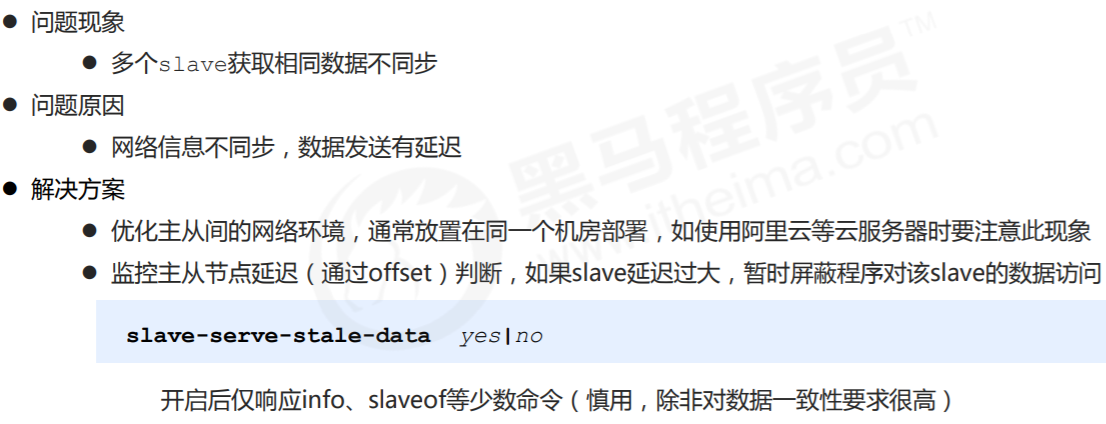 ● 问题现象
● 多个slave获取相同数据不同步
● 问题原因
● 网络信息不同步，数据发送有延迟
● 解决方案
● 优化主从间的网络环境，通常放置在同一个机房部署，如使用阿里云等云服务器时要注意此现象
● 监控主从节点延迟（通过offset）判断，如果slave延迟过大，暂时屏蔽程序对该slave的数据访问
slave-serve-stale-data yes|no
开启后仅响应info、slaveof等少数命令（慎用，除非对数据一致性要求很高）
黑马程序员™
www.itheima.com